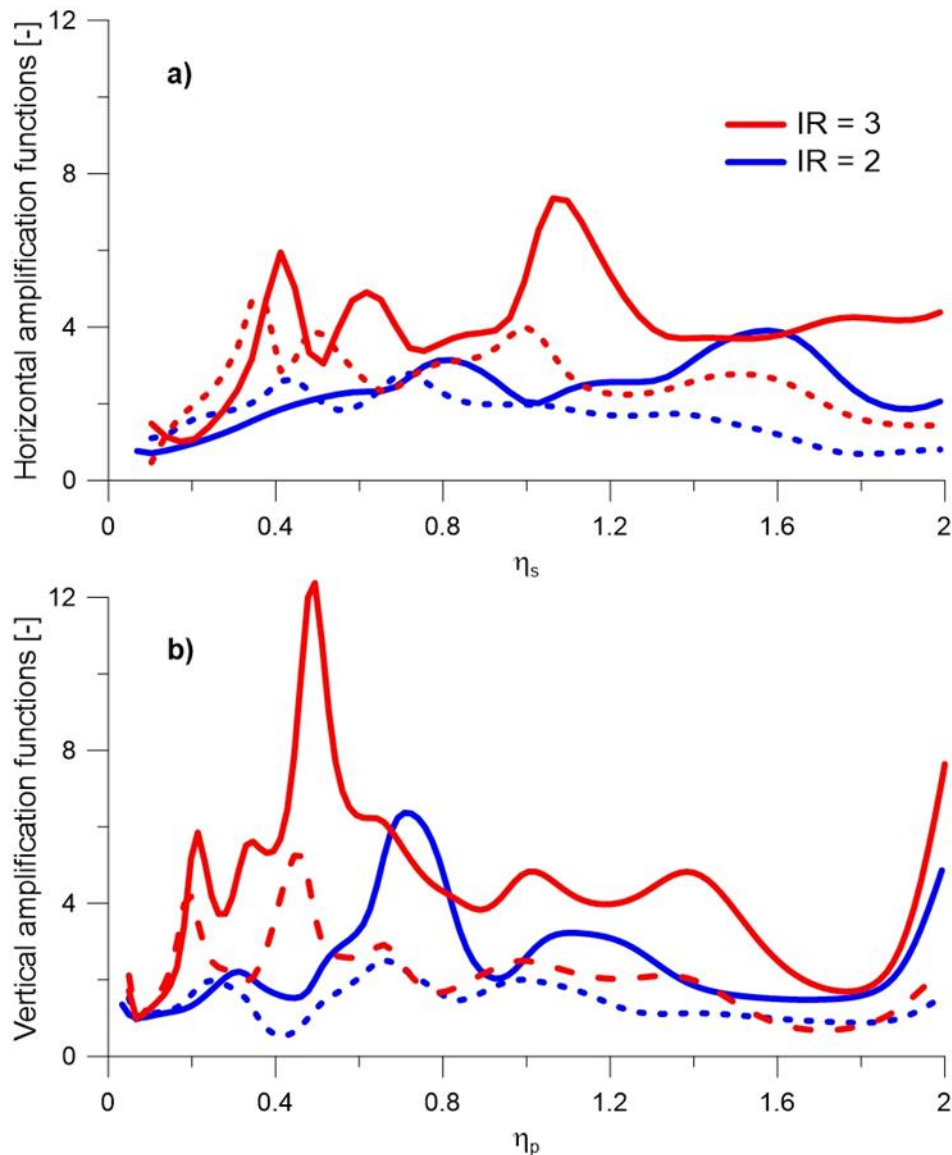 Horizontal amplification functions [-]
12
8
4
0
a)
IR = 3
IR = 2
0 0.4 0.8 1.2 1.6 2
ηs
Vertical amplification functions [-]
12
8
4
0
b)
0 0.4 0.8 1.2 1.6 2
ηp